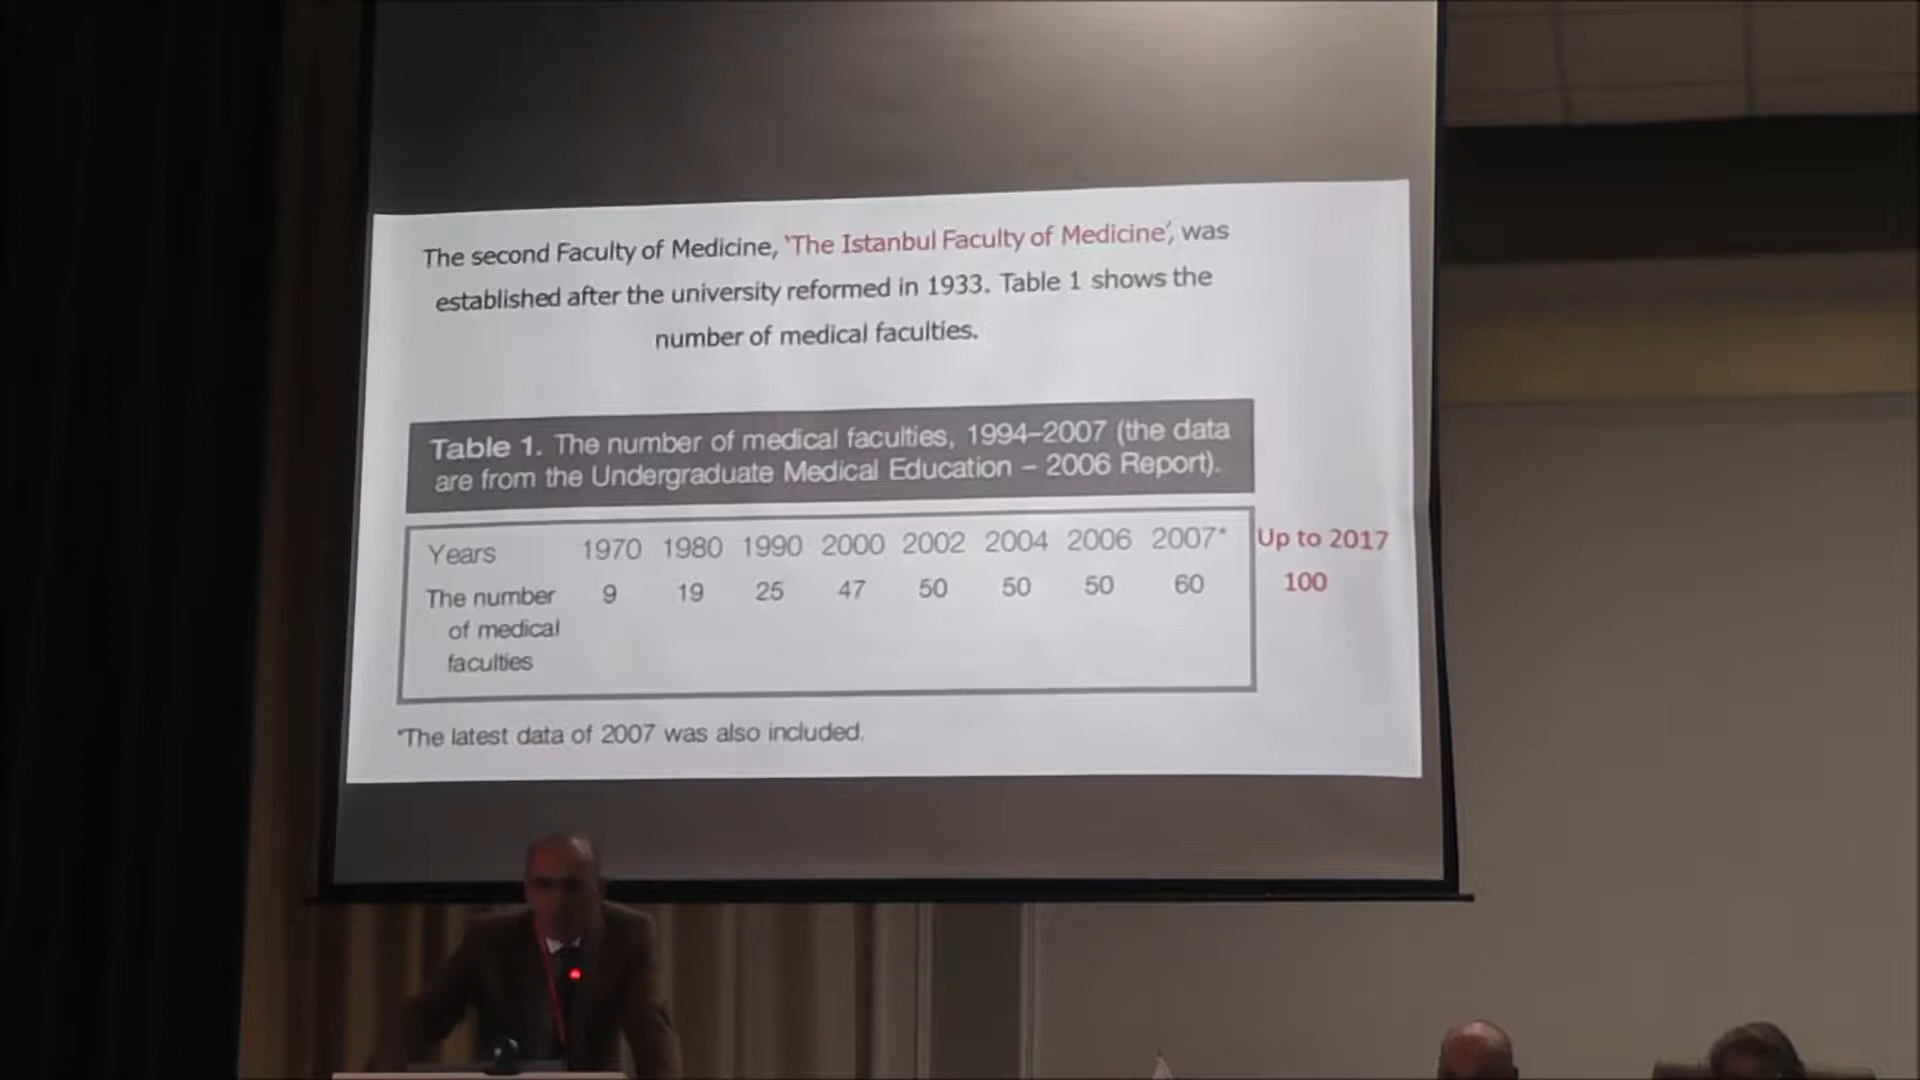 The second Faculty of Medicine, ‘The Istanbul Faculty of Medicine’, was
established after the university reformed in 1933. Table 1 shows the
number of medical faculties.
Table 1. The number of medical faculties, 1994–2007 (the data
are from the Undergraduate Medical Education – 2006 Report).
Years 1970 1980 1990 2000 2002 2004 2006 2007* Up to 2017
The number 9 19 25 47 50 50 50 60 100
of medical
faculties
*The latest data of 2007 was also included.